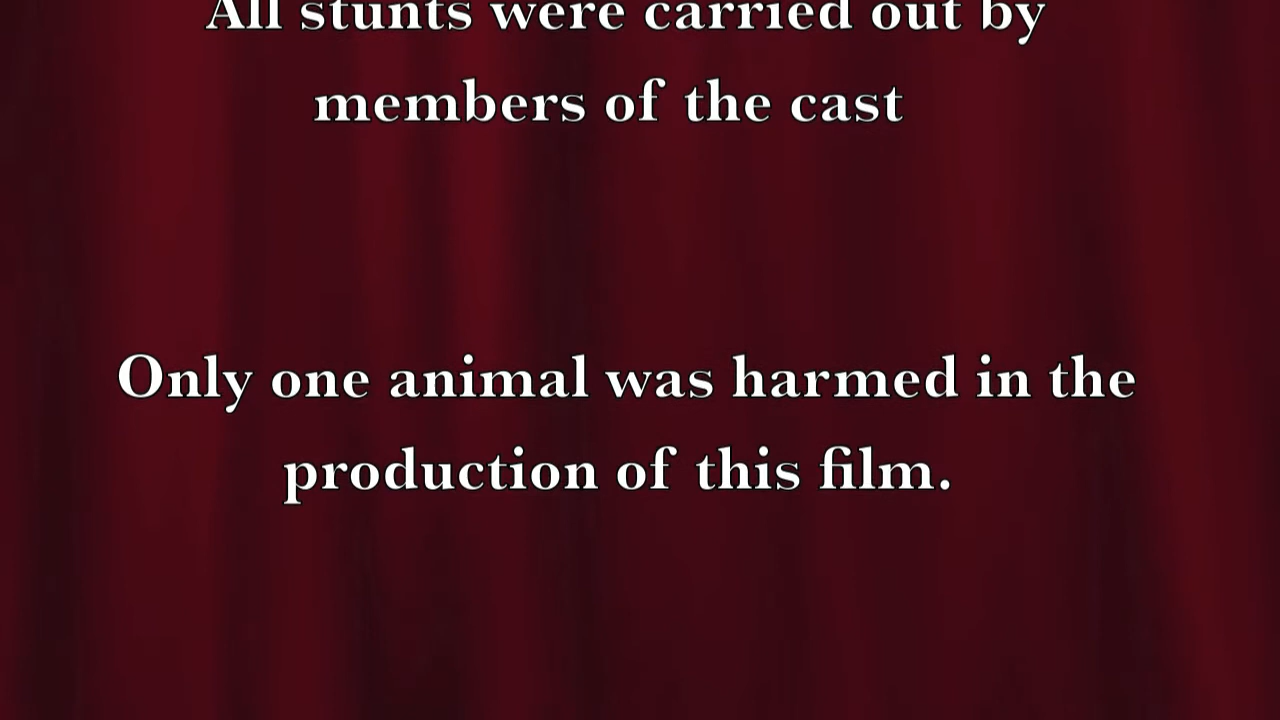 All stunts were carried out by
members of the cast
Only one animal was harmed in the
production of this film.